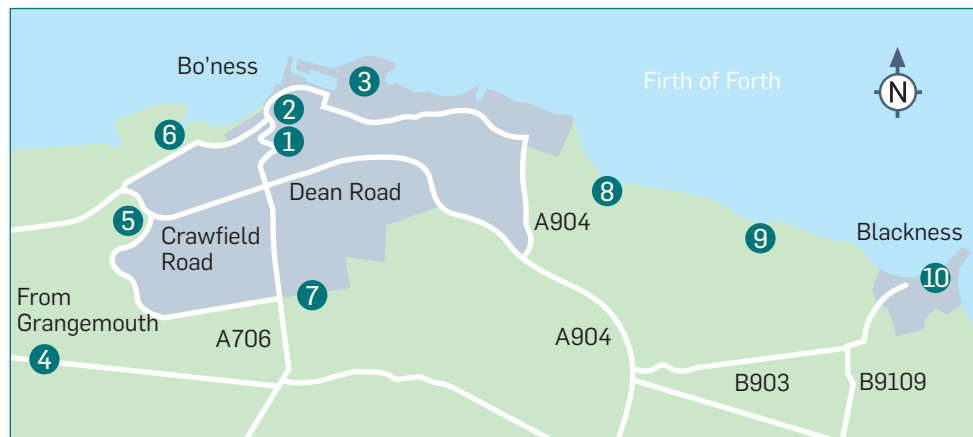 Bo'ness
3
Firth of Forth
N
2
6
1
Dean Road
8
5
A904
Crawfield
Road
9
Blackness
10
From
Grangemouth
7
A706
A904
4
B903
B9109